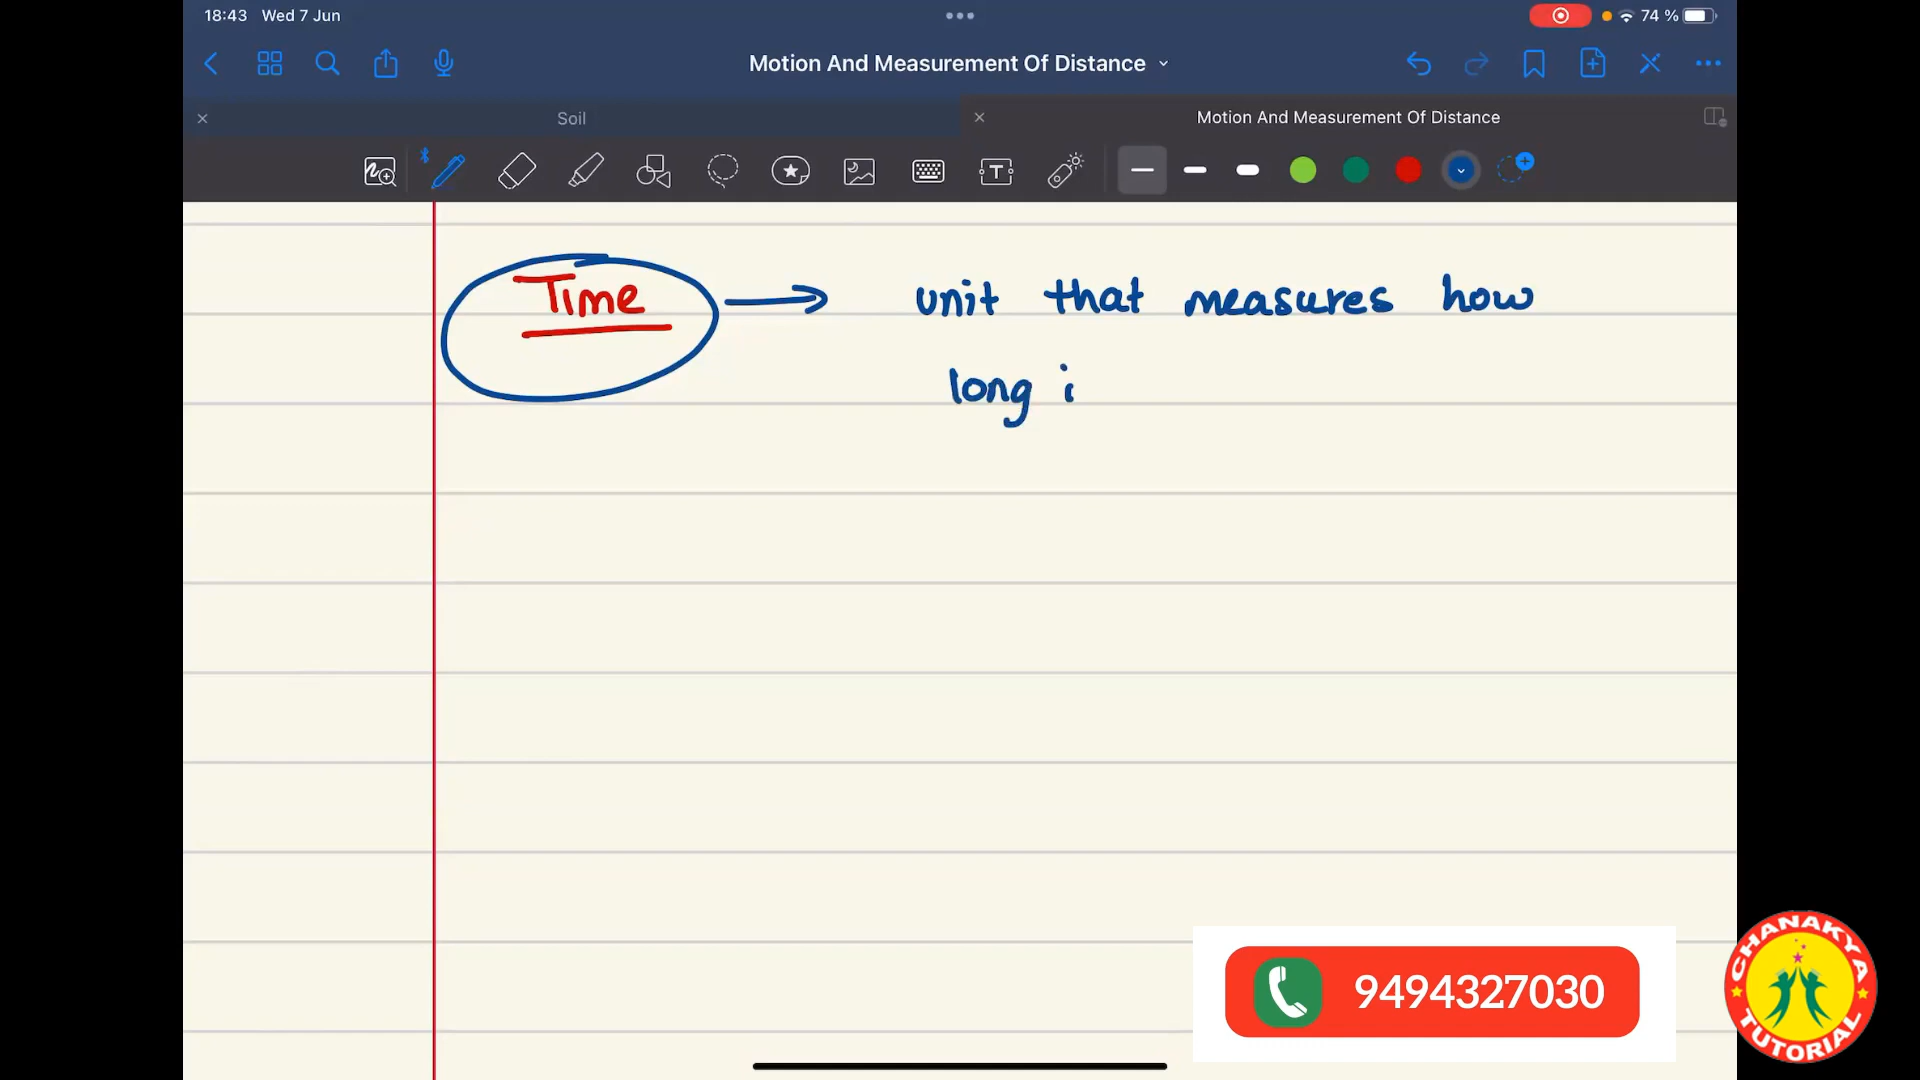 18:43 Wed 7 Jun
74 %
Motion And Measurement Of Distance
Soil
Motion And Measurement Of Distance
T
Time → unit that measures how
long i
9494327030
CHANAKYA
TUTORIAL